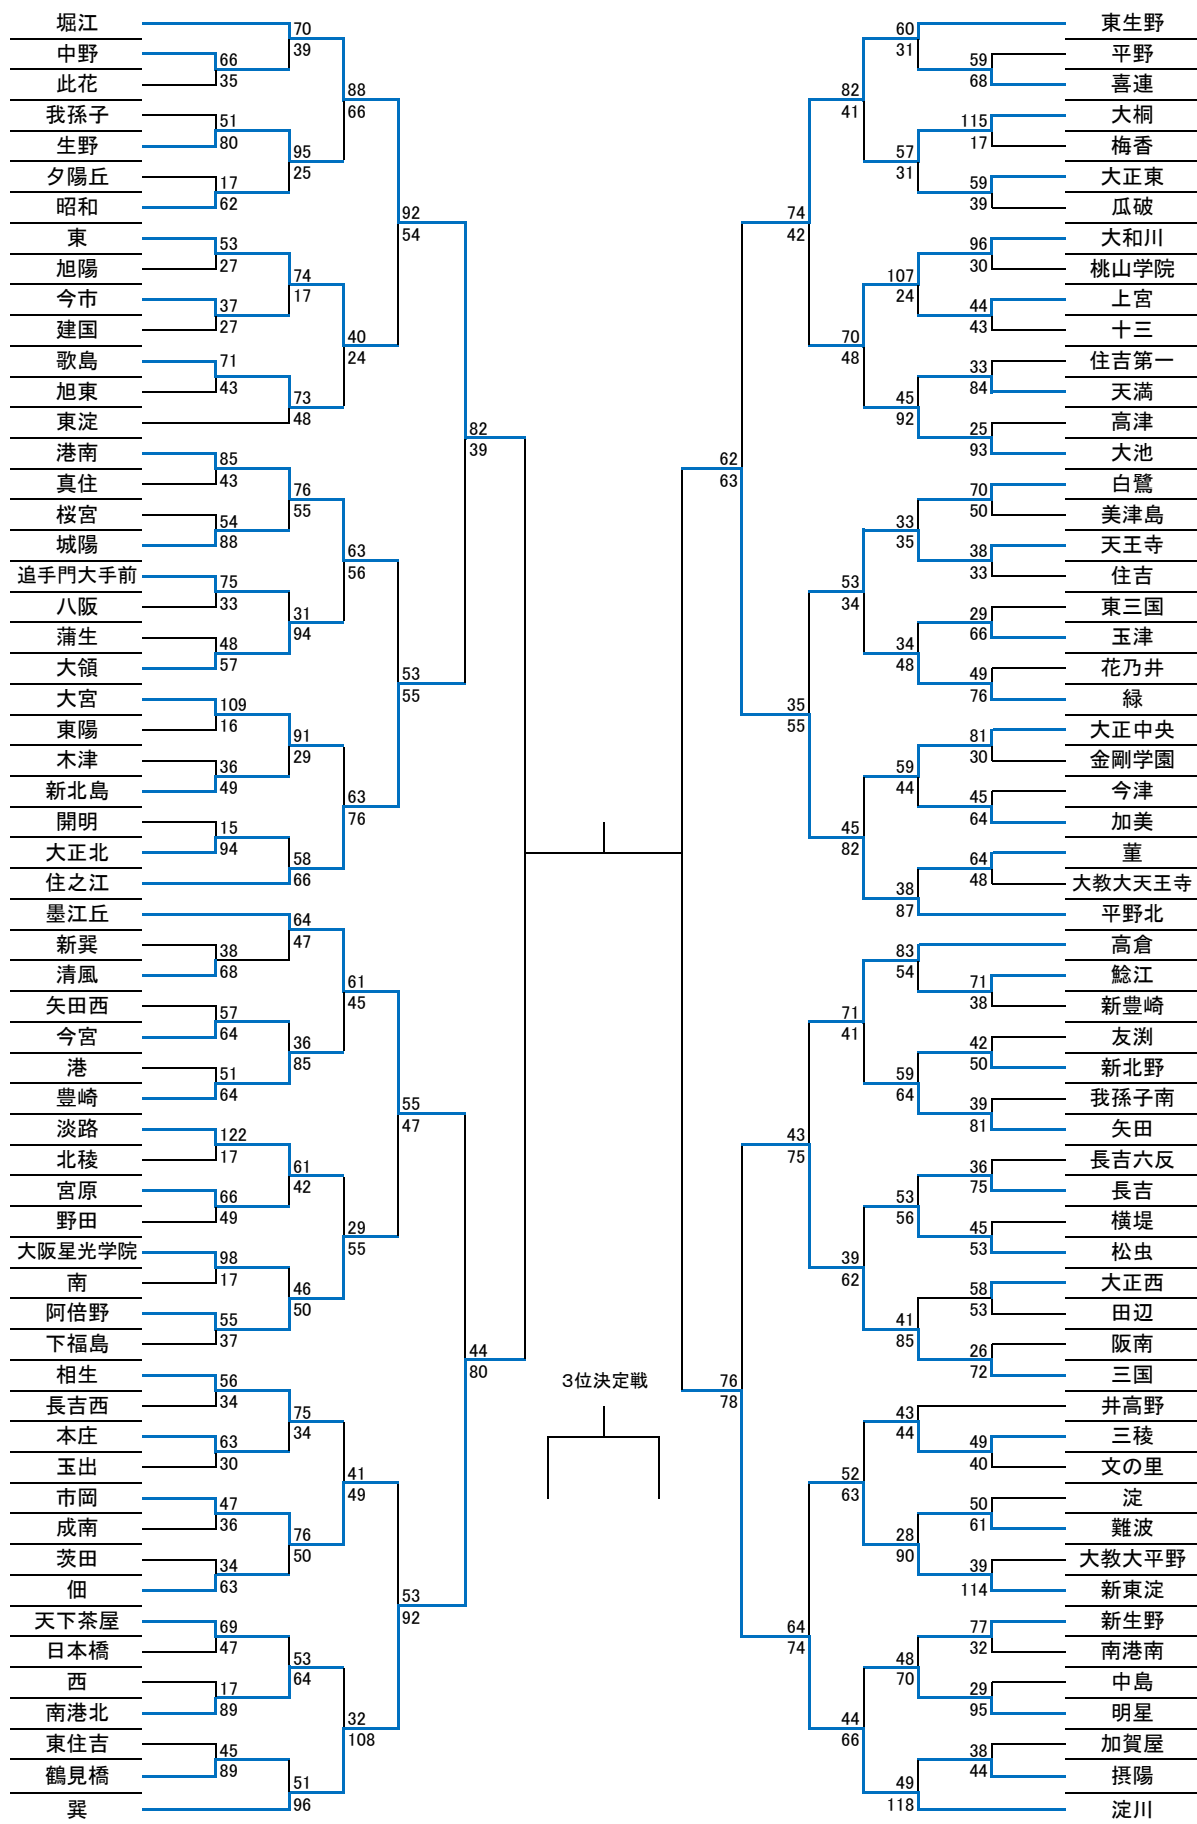 堀江
中野
此花
我孫子
生野
夕陽丘
昭和
東
旭陽
今市
建国
歌島
旭東
東淀
港南
真住
桜宮
城陽
追手門大手前
八阪
蒲生
大領
大宮
東陽
木津
新北島
開明
大正北
住之江
墨江丘
新巽
清風
矢田西
今宮
港
豊崎
淡路
北稜
宮原
野田
大阪星光学院
南
阿倍野
下福島
相生
長吉西
本庄
玉出
市岡
成南
茨田
佃
天下茶屋
日本橋
西
南港北
東住吉
鶴見橋
巽
66
35
51
80
17
62
53
27
37
27
71
43
85
43
54
88
75
33
48
57
109
16
36
49
15
94
38
68
57
64
51
64
122
17
66
49
98
17
55
37
56
34
63
30
47
36
34
63
69
47
17
89
45
89
70
39
95
25
74
17
73
48
76
55
31
94
91
29
58
66
64
47
36
85
61
42
46
50
75
34
76
50
53
64
51
96
88
66
40
24
63
56
63
76
61
45
29
55
41
49
32
108
92
54
53
55
55
47
53
92
82
39
44
80
3位決定戦
62
63
76
78
74
42
35
55
43
75
64
74
82
41
70
48
53
34
45
82
71
41
39
62
52
63
44
66
60
31
57
31
107
24
45
92
33
35
34
48
59
44
38
87
83
54
59
64
53
56
41
85
43
44
28
90
48
70
49
118
59
68
115
17
59
39
96
30
44
43
33
84
25
93
70
50
38
33
29
66
49
76
81
30
45
64
64
48
71
38
42
50
39
81
36
75
45
53
58
53
26
72
49
40
50
61
39
114
77
32
29
95
38
44
東生野
平野
喜連
大桐
梅香
大正東
瓜破
大和川
桃山学院
上宮
十三
住吉第一
天満
高津
大池
白鷺
美津島
天王寺
住吉
東三国
玉津
花乃井
緑
大正中央
金剛学園
今津
加美
菫
大教大天王寺
平野北
高倉
鯰江
新豊崎
友渕
新北野
我孫子南
矢田
長吉六反
長吉
横堤
松虫
大正西
田辺
阪南
三国
井高野
三稜
文の里
淀
難波
大教大平野
新東淀
新生野
南港南
中島
明星
加賀屋
摂陽
淀川